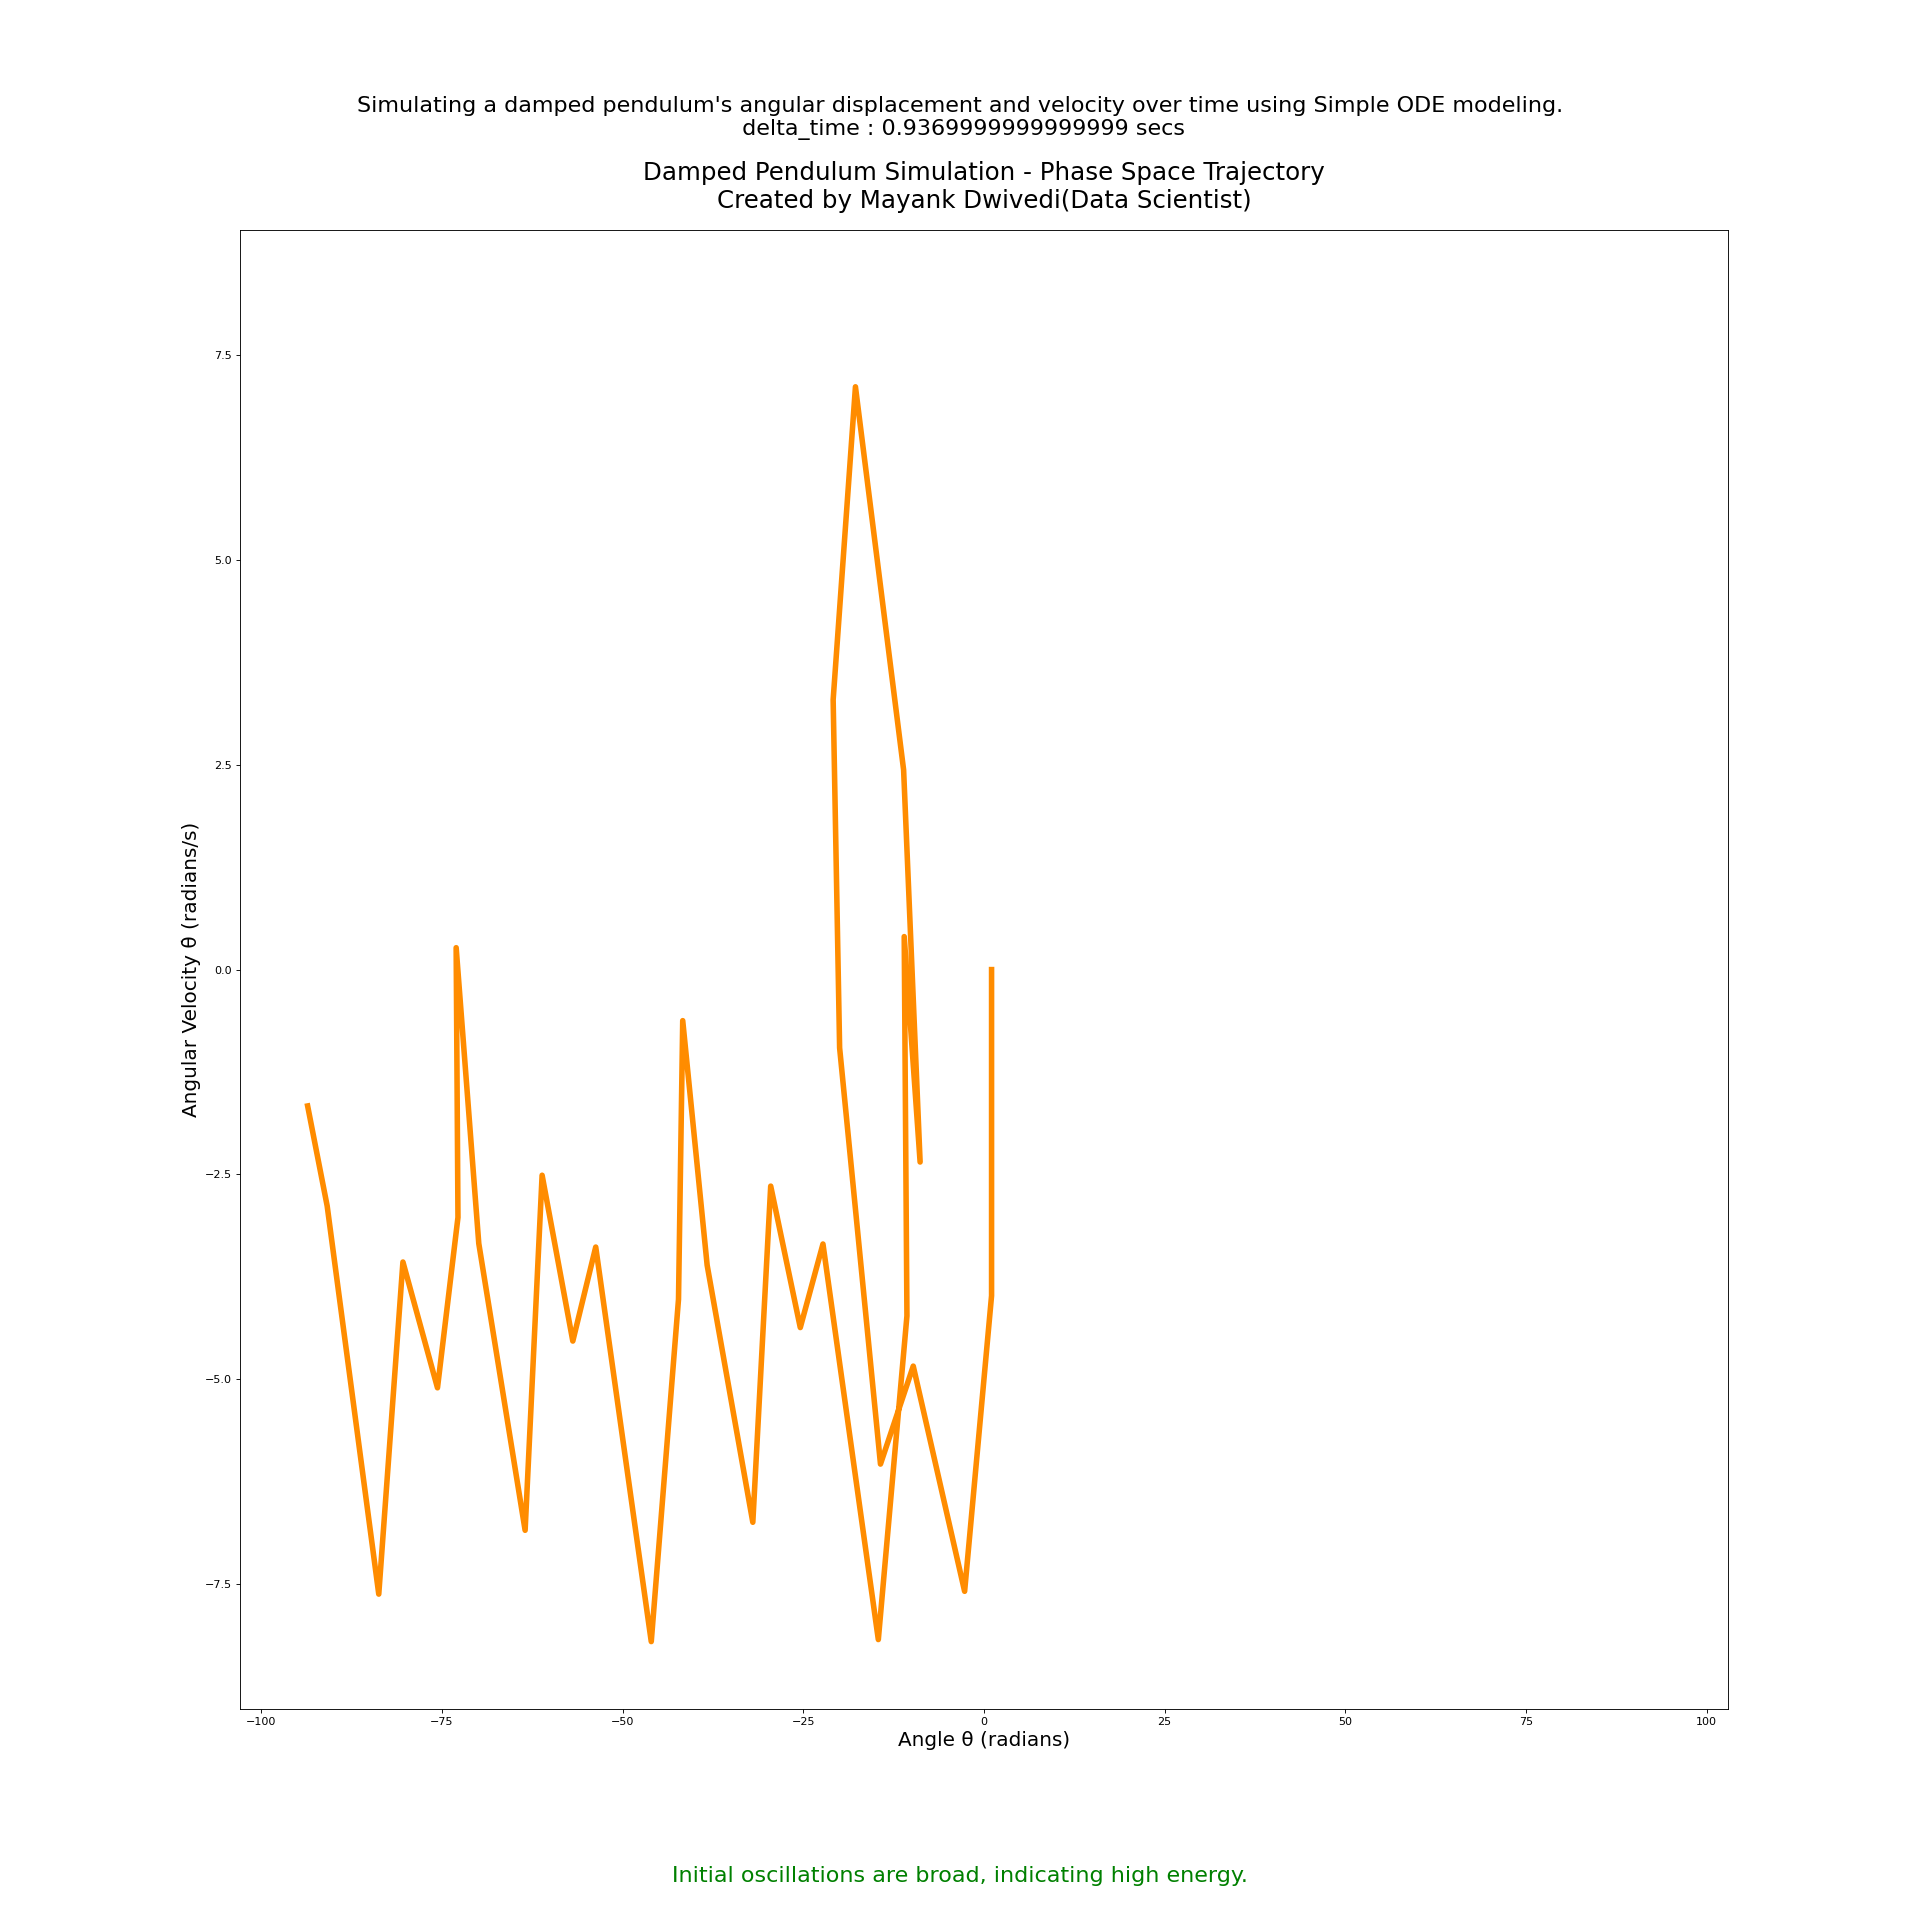 Simulating a damped pendulum's angular displacement and velocity over time using Simple ODE modeling.
delta_time : 0.9369999999999999 secs
Damped Pendulum Simulation - Phase Space Trajectory
Created by Mayank Dwivedi(Data Scientist)
7.5
5.0
2.5
0.0
−2.5
−5.0
−7.5
Angular Velocity θ (radians/s)
−100
−75
−50
−25
0
25
50
75
100
Angle θ (radians)
Initial oscillations are broad, indicating high energy.